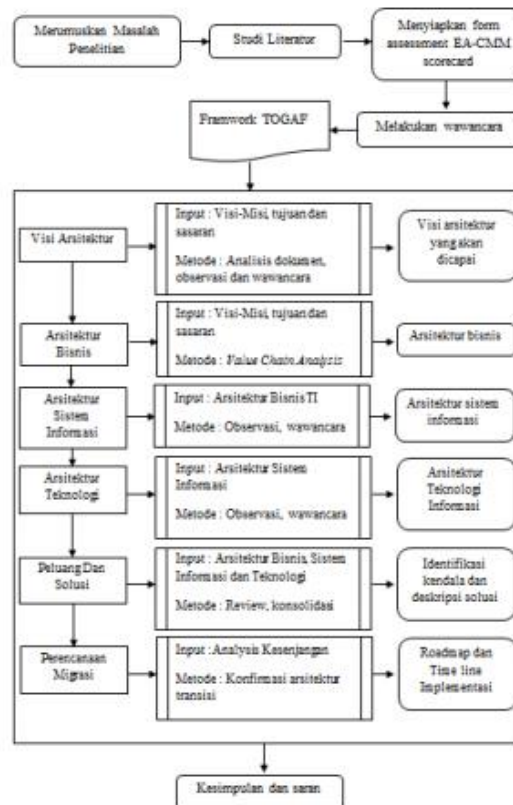 Merumuskan Masalah
Penelitian
Studi Literatur
Menyiapkan form
assessment EA-CMM
scorecard
Melakukan wawancara
Framwork TOGAF
Visi Arsitektur
Input : Visi-Misi, tujuan dan
sasaran
Metode : Analisis dokumen,
observasi dan wawancara
Visi arsitektur
yang akan
dicapai
Arsitektur
Bisnis
Input : Visi-Misi, tujuan dan
sasaran
Metode : Value Chain Analysis
Arsitektur bisnis
Arsitektur
Sistem
Informasi
Input : Arsitektur Bisnis TI
Metode : Observasi, wawancara
Arsitektur sistem
informasi
Arsitektur
Teknologi
Input : Arsitektur Sistem
Informasi
Metode : Observasi, wawancara
Arsitektur
Teknologi
Informasi
Peluang Dan
Solusi
Input : Arsitektur Bisnis, Sistem
Informasi dan Teknologi
Metode : Review, konsolidasi
Identifikasi
kendala dan
deskripsi solusi
Perencanaan
Migrasi
Input : Analysis Kesenjangan
Metode : Konfirmasi arsitektur
transisi
Roadmap dan
Time line
Implementasi
Kesimpulan dan saran